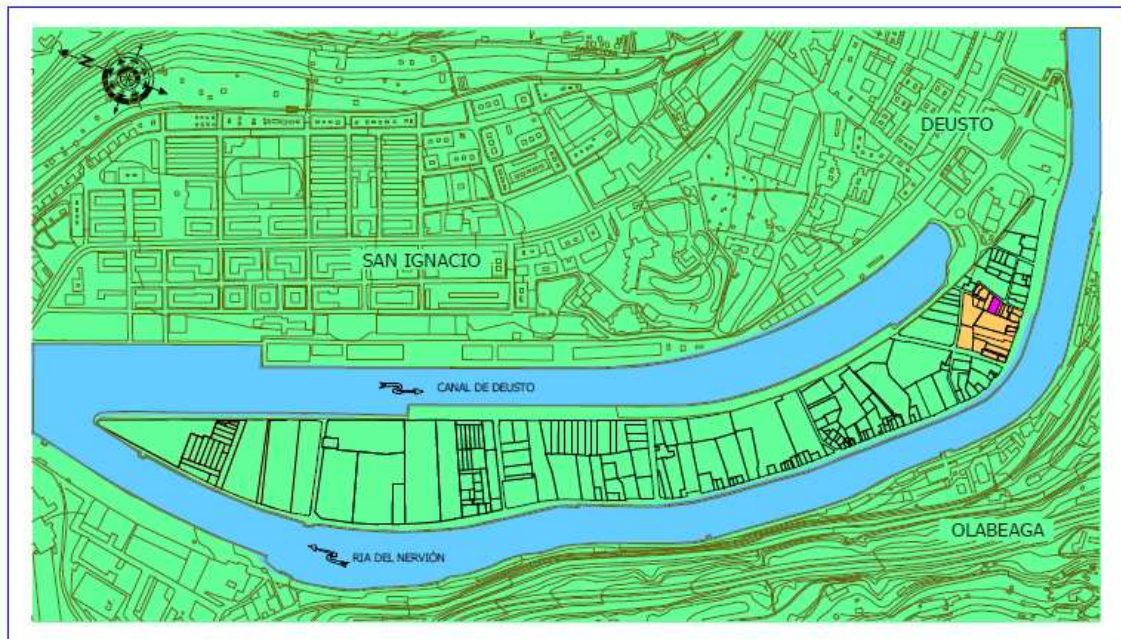 N
DEUSTO
SAN IGNACIO
CANAL DE DEUSTO
OLABEAGA
RIA DEL NERVIÓN